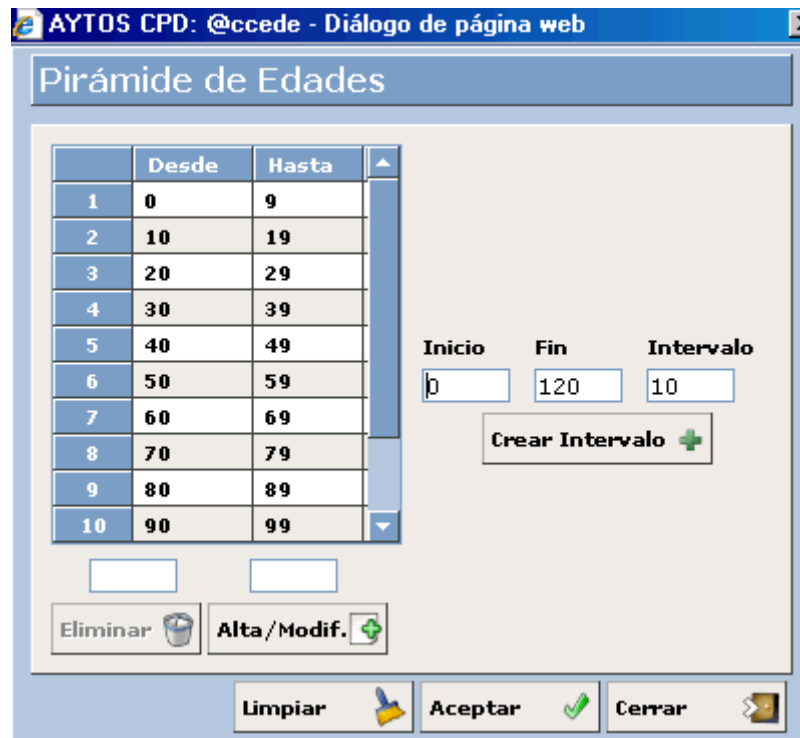 AYTOS CPD: @ccede - Diálogo de página web
Pirámide de Edades
Desde Hasta
1 0 9
2 10 19
3 20 29
4 30 39
5 40 49
6 50 59
7 60 69
8 70 79
9 80 89
10 90 99
Inicio Fin Intervalo
0 120 10
Crear Intervalo
Eliminar Alta/Modif.
Limpiar Aceptar Cerrar